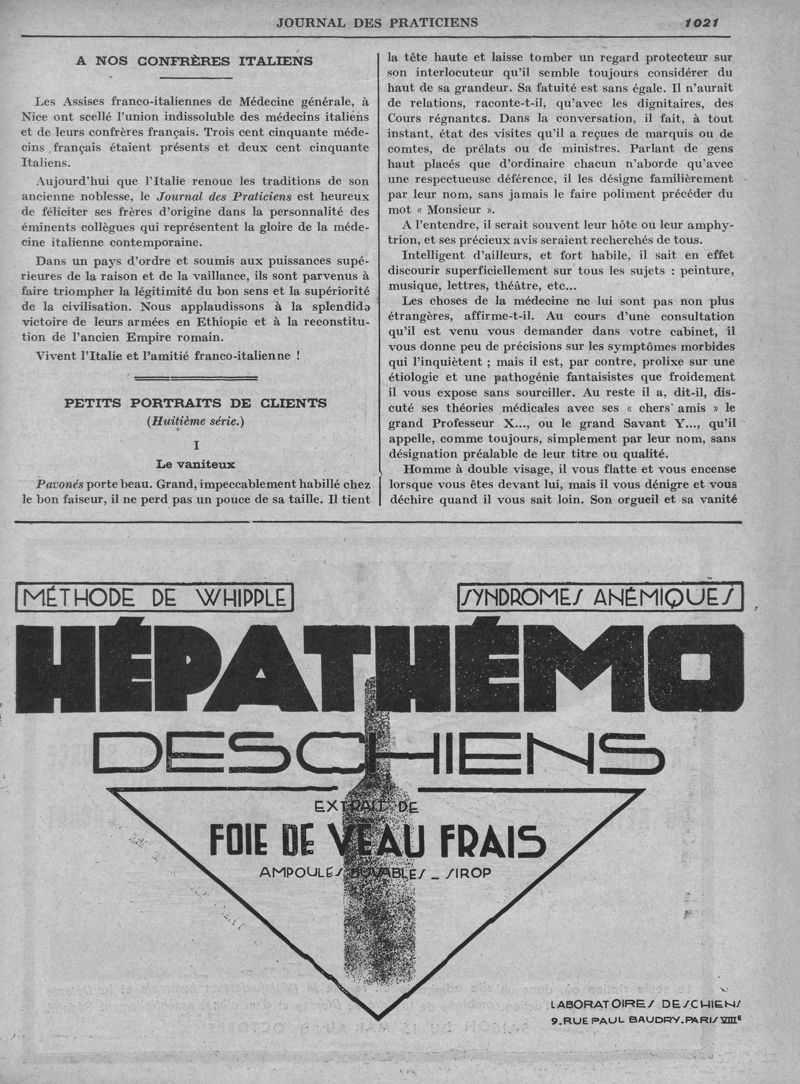 JOURNAL DES PRATICIENS 1021
A NOS CONFRÈRES ITALIENS
Les Assises franco-italiennes de Médecine générale, à
Nice ont scellé l'union indissoluble des médecins italiens
et de leurs confrères français. Trois cent cinquante méde-
cins français étaient présents et deux cent cinquante
Italiens.
Aujourd'hui que l'Italie renoue les traditions de son
ancienne noblesse, le Journal des Praticiens est heureux
de féliciter ses frères d'origine dans la personnalité des
éminents collègues qui représentent la gloire de la méde-
cine italienne contemporaine.
Dans un pays d'ordre et soumis aux puissances supé-
rieures de la raison et de la vaillance, ils sont parvenus à
faire triompher la légitimité du bon sens et la supériorité
de la civilisation. Nous applaudissons à la splendide
victoire de leurs armées en Ethiopie et à la reconstitu-
tion de l'ancien Empire romain.
Vivent l'Italie et l'amitié franco-italienne !
PETITS PORTRAITS DE CLIENTS
(Huitième série.)
I
Le vaniteux
Pavonés porte beau. Grand, impeccablement habillé chez
le bon faiseur, il ne perd pas un pouce de sa taille. Il tient
la tête haute et laisse tomber un regard protecteur sur
son interlocuteur qu'il semble toujours considérer du
haut de sa grandeur. Sa fatuité est sans égale. Il n'aurait
de relations, raconte-t-il, qu'avec les dignitaires, des
Cours régnantes. Dans la conversation, il fait, à tout
instant, état des visites qu'il a reçues de marquis ou de
comtes, de prélats ou de ministres. Parlant de gens
haut placés que d'ordinaire chacun n'aborde qu'avec
une respectueuse déférence, il les désigne familièrement
par leur nom, sans jamais le faire poliment précéder du
mot « Monsieur ».
A l'entendre, il serait souvent leur hôte ou leur amphy-
trion, et ses précieux avis seraient recherchés de tous.
Intelligent d'ailleurs, et fort habile, il sait en effet
discourir superficiellement sur tous les sujets : peinture,
musique, lettres, théâtre, etc...
Les choses de la médecine ne lui sont pas non plus
étrangères, affirme-t-il. Au cours d'une consultation
qu'il est venu vous demander dans votre cabinet, il
vous donne peu de précisions sur les symptômes morbides
qui l'inquiètent ; mais il est, par contre, prolixe sur une
étiologie et une pathogénie fantaisistes que froidement
il vous expose sans sourciller. Au reste il a, dit-il, dis-
cuté ses théories médicales avec ses « chers amis » le
grand Professeur X..., ou le grand Savant Y..., qu'il
appelle, comme toujours, simplement par leur nom, sans
désignation préalable de leur titre ou qualité.
Homme à double visage, il vous flatte et vous encense
lorsque vous êtes devant lui, mais il vous dénigre et vous
déchire quand il vous sait loin. Son orgueil et sa vanité
MÉTHODE DE WHIPPLE
SYNDROMES ANÉMIQUES
HÉPATHÉMO
DESCHIENS
EXTRAIT DE
FOIE DE VEAU FRAIS
AMPOULES BUVABLES - SIROP
LABORATOIRES DESCHIENS
9. RUE PAUL BAUDRY. PARIS VIIIE